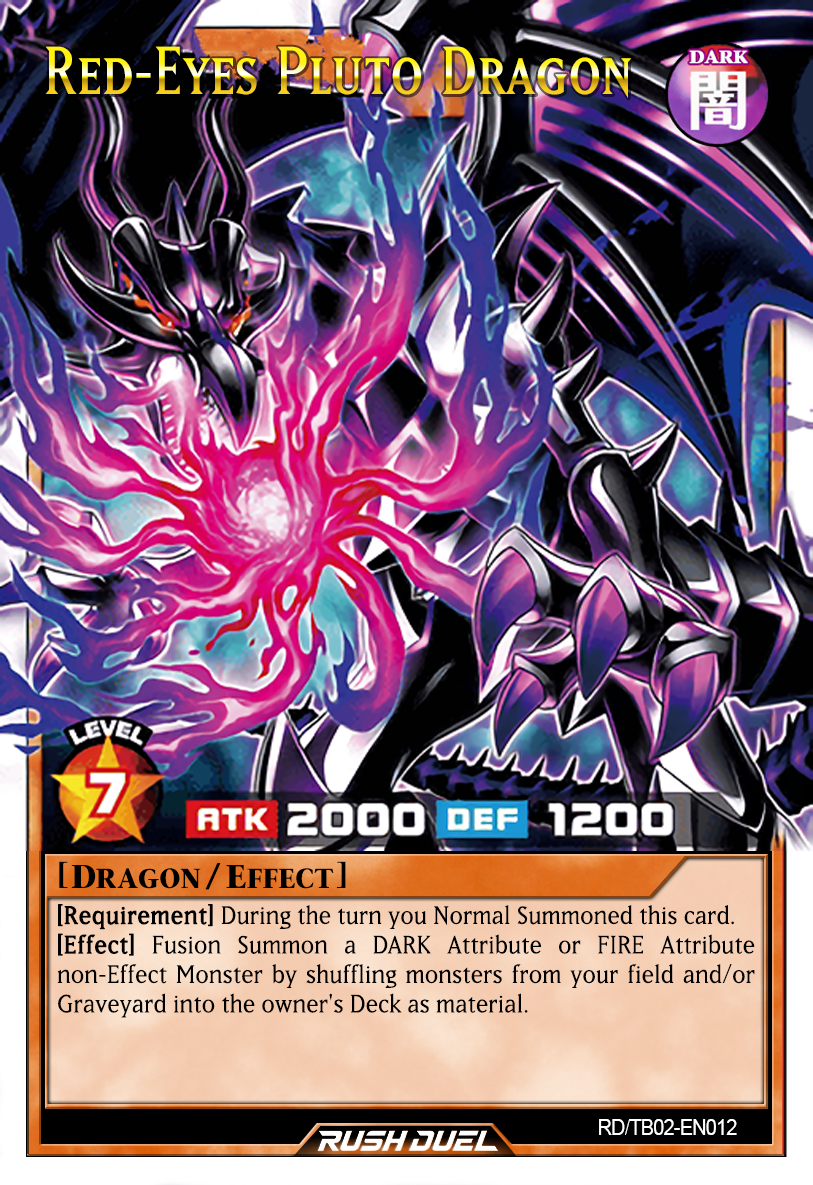 Red-Eyes Pluto Dragon
DARK
闇
LEVEL
7
ATK 2000 DEF 1200
[Dragon / Effect]
[Requirement] During the turn you Normal Summoned this card.
[Effect] Fusion Summon a DARK Attribute or FIRE Attribute
non-Effect Monster by shuffling monsters from your field and/or
Graveyard into the owner's Deck as material.
RD/TB02-EN012
RUSH DUEL